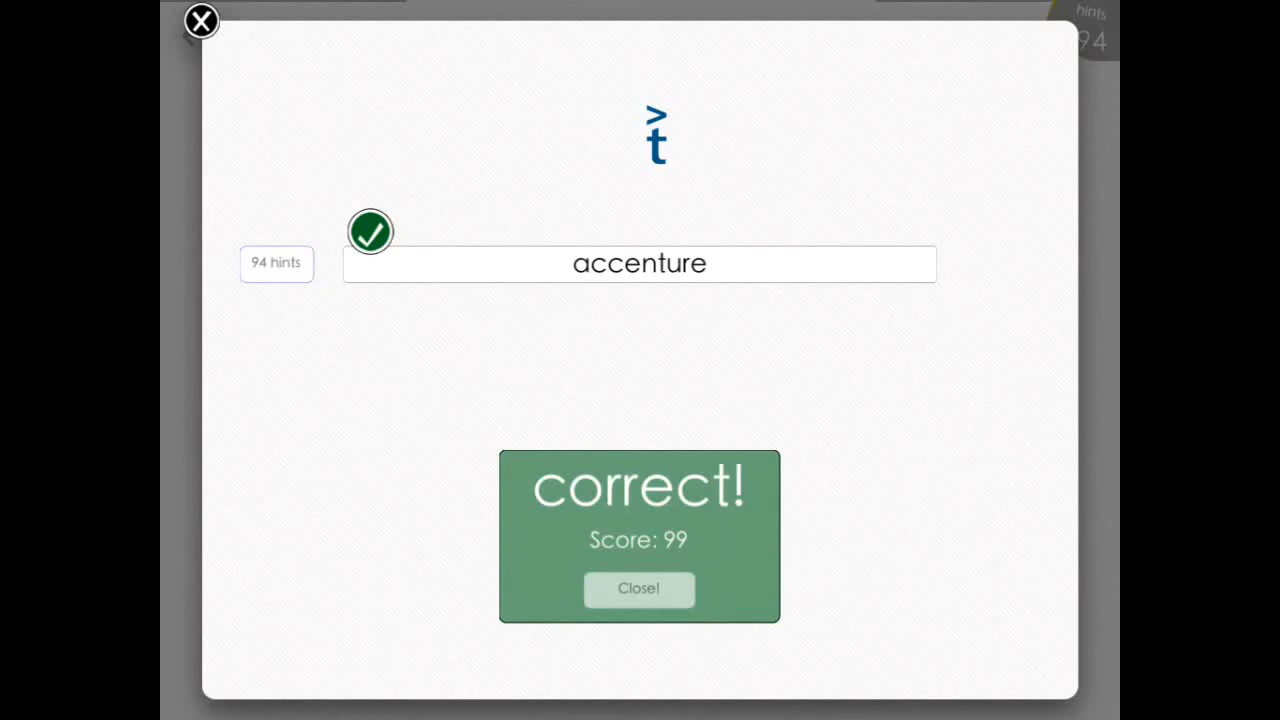 hints
94
>
t
94 hints
accenture
correct!
Score: 99
Close!